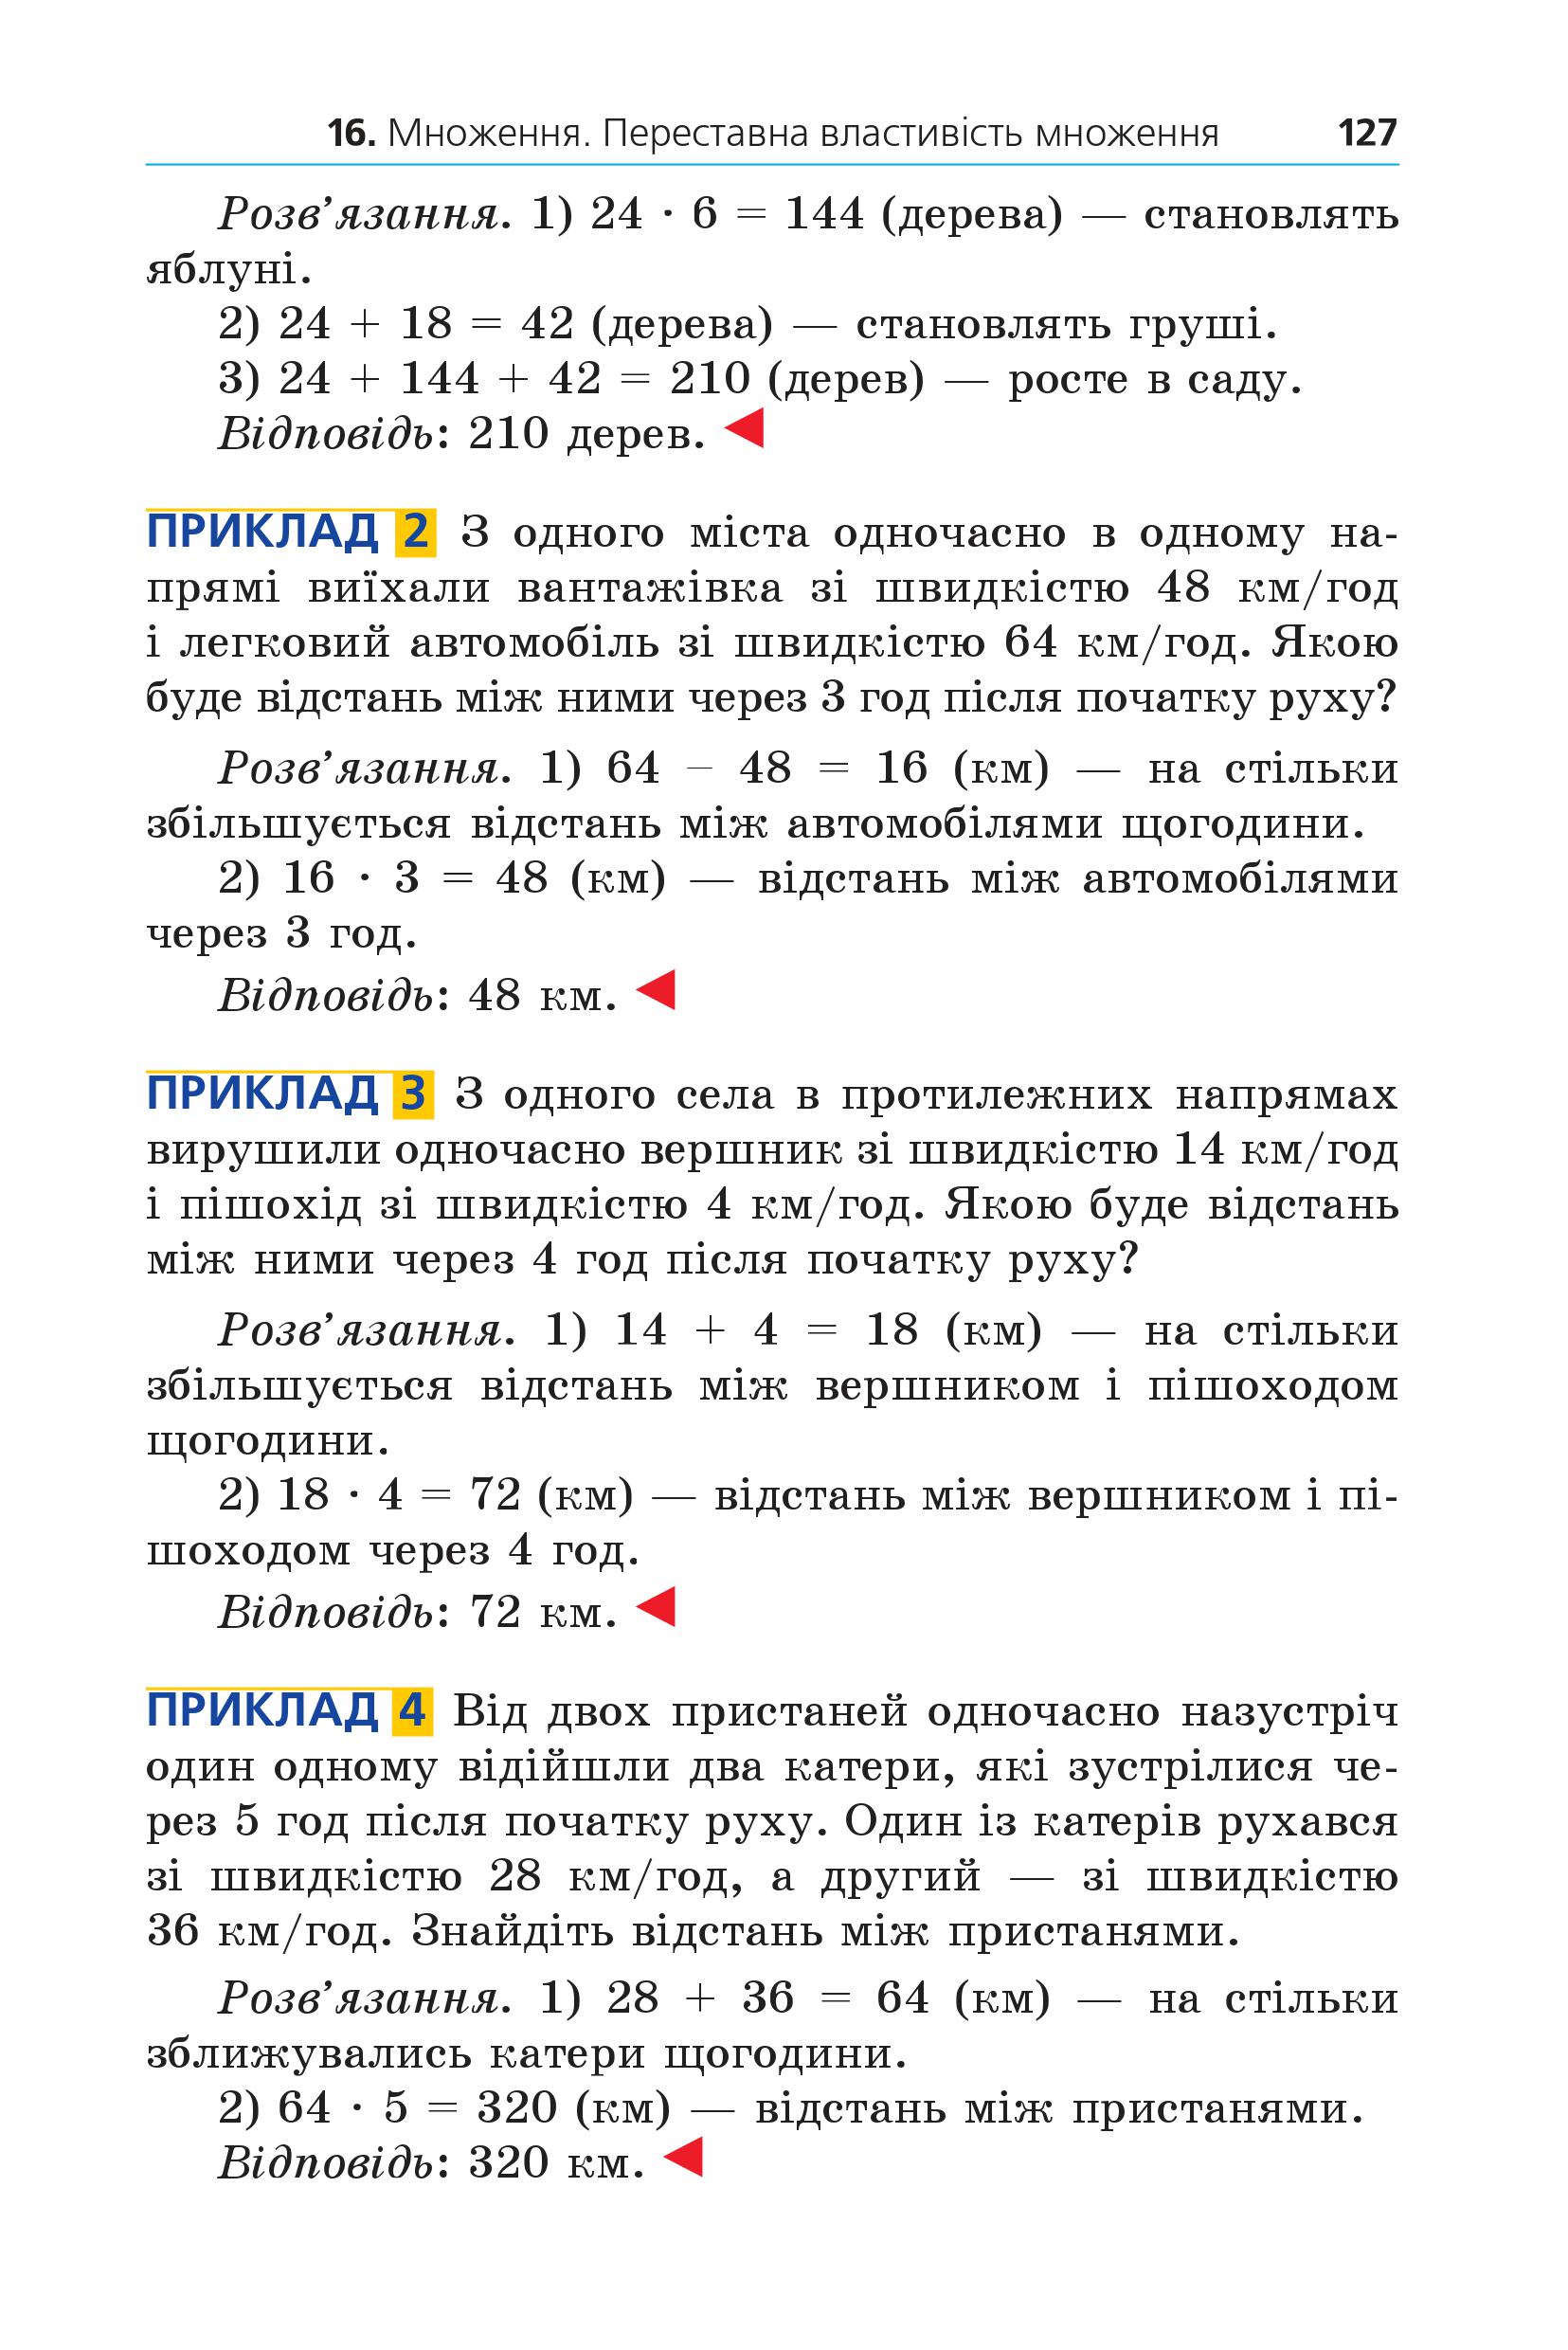 16. Множення. Переставна властивість множення 127
Розв’язання. 1) 24 · 6 = 144 (дерева) — становлять
яблуні.
2) 24 + 18 = 42 (дерева) — становлять груші.
3) 24 + 144 + 42 = 210 (дерев) — росте в саду.
Відповідь: 210 дерев.
ПРИКЛАД 2 З одного міста одночасно в одному на-
прямі виїхали вантажівка зі швидкістю 48 км/год
і легковий автомобіль зі швидкістю 64 км/год. Якою
буде відстань між ними через 3 год після початку руху?
Розв’язання. 1) 64 – 48 = 16 (км) — на стільки
збільшується відстань між автомобілями щогодини.
2) 16 · 3 = 48 (км) — відстань між автомобілями
через 3 год.
Відповідь: 48 км.
ПРИКЛАД 3 З одного села в протилежних напрямах
вирушили одночасно вершник зі швидкістю 14 км/год
і пішохід зі швидкістю 4 км/год. Якою буде відстань
між ними через 4 год після початку руху?
Розв’язання. 1) 14 + 4 = 18 (км) — на стільки
збільшується відстань між вершником і пішоходом
щогодини.
2) 18 · 4 = 72 (км) — відстань між вершником і пі-
шоходом через 4 год.
Відповідь: 72 км.
ПРИКЛАД 4 Від двох пристаней одночасно назустріч
один одному відійшли два катери, які зустрілися че-
рез 5 год після початку руху. Один із катерів рухався
зі швидкістю 28 км/год, а другий — зі швидкістю
36 км/год. Знайдіть відстань між пристанями.
Розв’язання. 1) 28 + 36 = 64 (км) — на стільки
зближувались катери щогодини.
2) 64 · 5 = 320 (км) — відстань між пристанями.
Відповідь: 320 км.